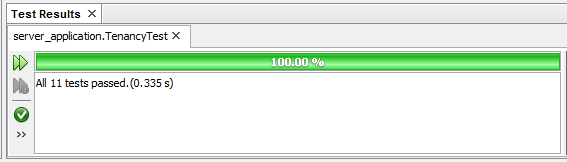 Test Results
server_application.TenancyTest
100.00 %
All 11 tests passed.(0.335 s)
>>